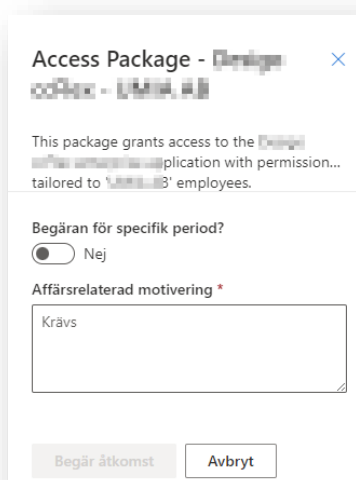 Access Package -
This package grants access to the
plication with permission...
tailored to ' ' employees.
Begäran för specifik period?
Nej
Affärsrelaterad motivering *
Krävs
Begär åtkomst Avbryt